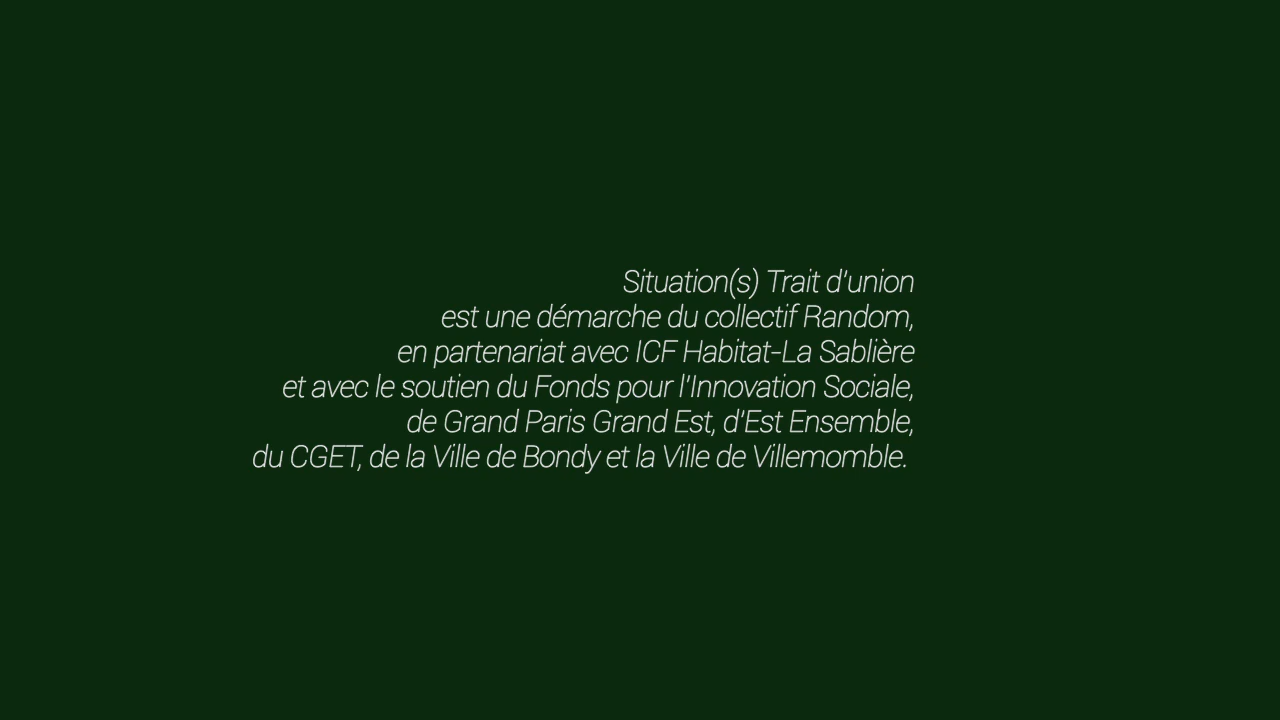 Situation(s) Trait d'union
est une démarche du collectif Random,
en partenariat avec ICF Habitat-La Sablière
et avec le soutien du Fonds pour l'Innovation Sociale,
de Grand Paris Grand Est, d'Est Ensemble,
du CGET, de la Ville de Bondy et la Ville de Villemomble.